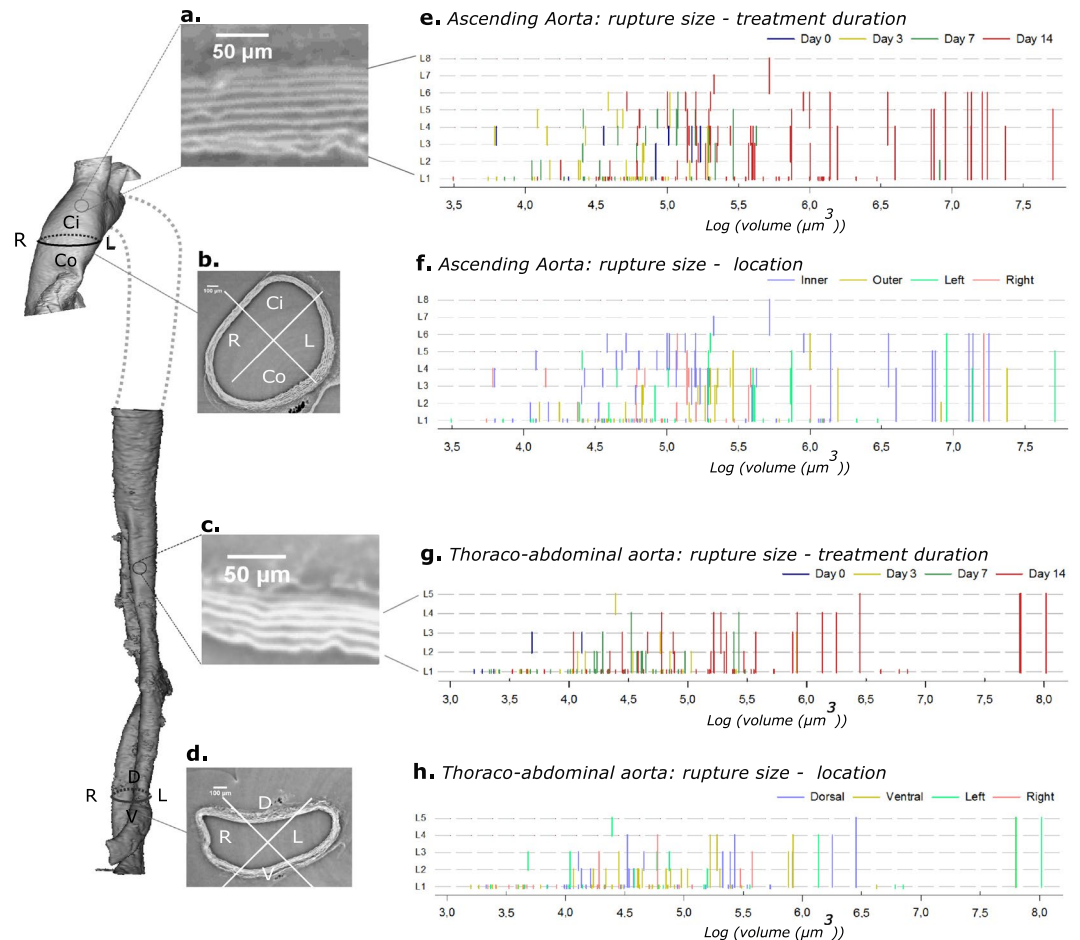 a.
50 µm
Ci
R
L
Co
b.
100 µm
Ci
R
L
Co
c.
50 µm
D
R
L
V
d.
100 µm
D
R
L
V
e. Ascending Aorta: rupture size - treatment duration
Day 0 Day 3 Day 7 Day 14
L8
L7
L6
L5
L4
L3
L2
L1
3,5 4,0 4,5 5,0 5,5 6,0 6,5 7,0 7,5
Log (volume (µm³))
f. Ascending Aorta: rupture size - location
Inner Outer Left Right
L8
L7
L6
L5
L4
L3
L2
L1
3,5 4,0 4,5 5,0 5,5 6,0 6,5 7,0 7,5
Log (volume (µm³))
g. Thoraco-abdominal aorta: rupture size - treatment duration
Day 0 Day 3 Day 7 Day 14
L5
L4
L3
L2
L1
3,0 3,5 4,0 4,5 5,0 5,5 6,0 6,5 7,0 7,5 8,0
Log (volume (µm³))
h. Thoraco-abdominal aorta: rupture size - location
Dorsal Ventral Left Right
L5
L4
L3
L2
L1
3,0 3,5 4,0 4,5 5,0 5,5 6,0 6,5 7,0 7,5 8,0
Log (volume (µm³))